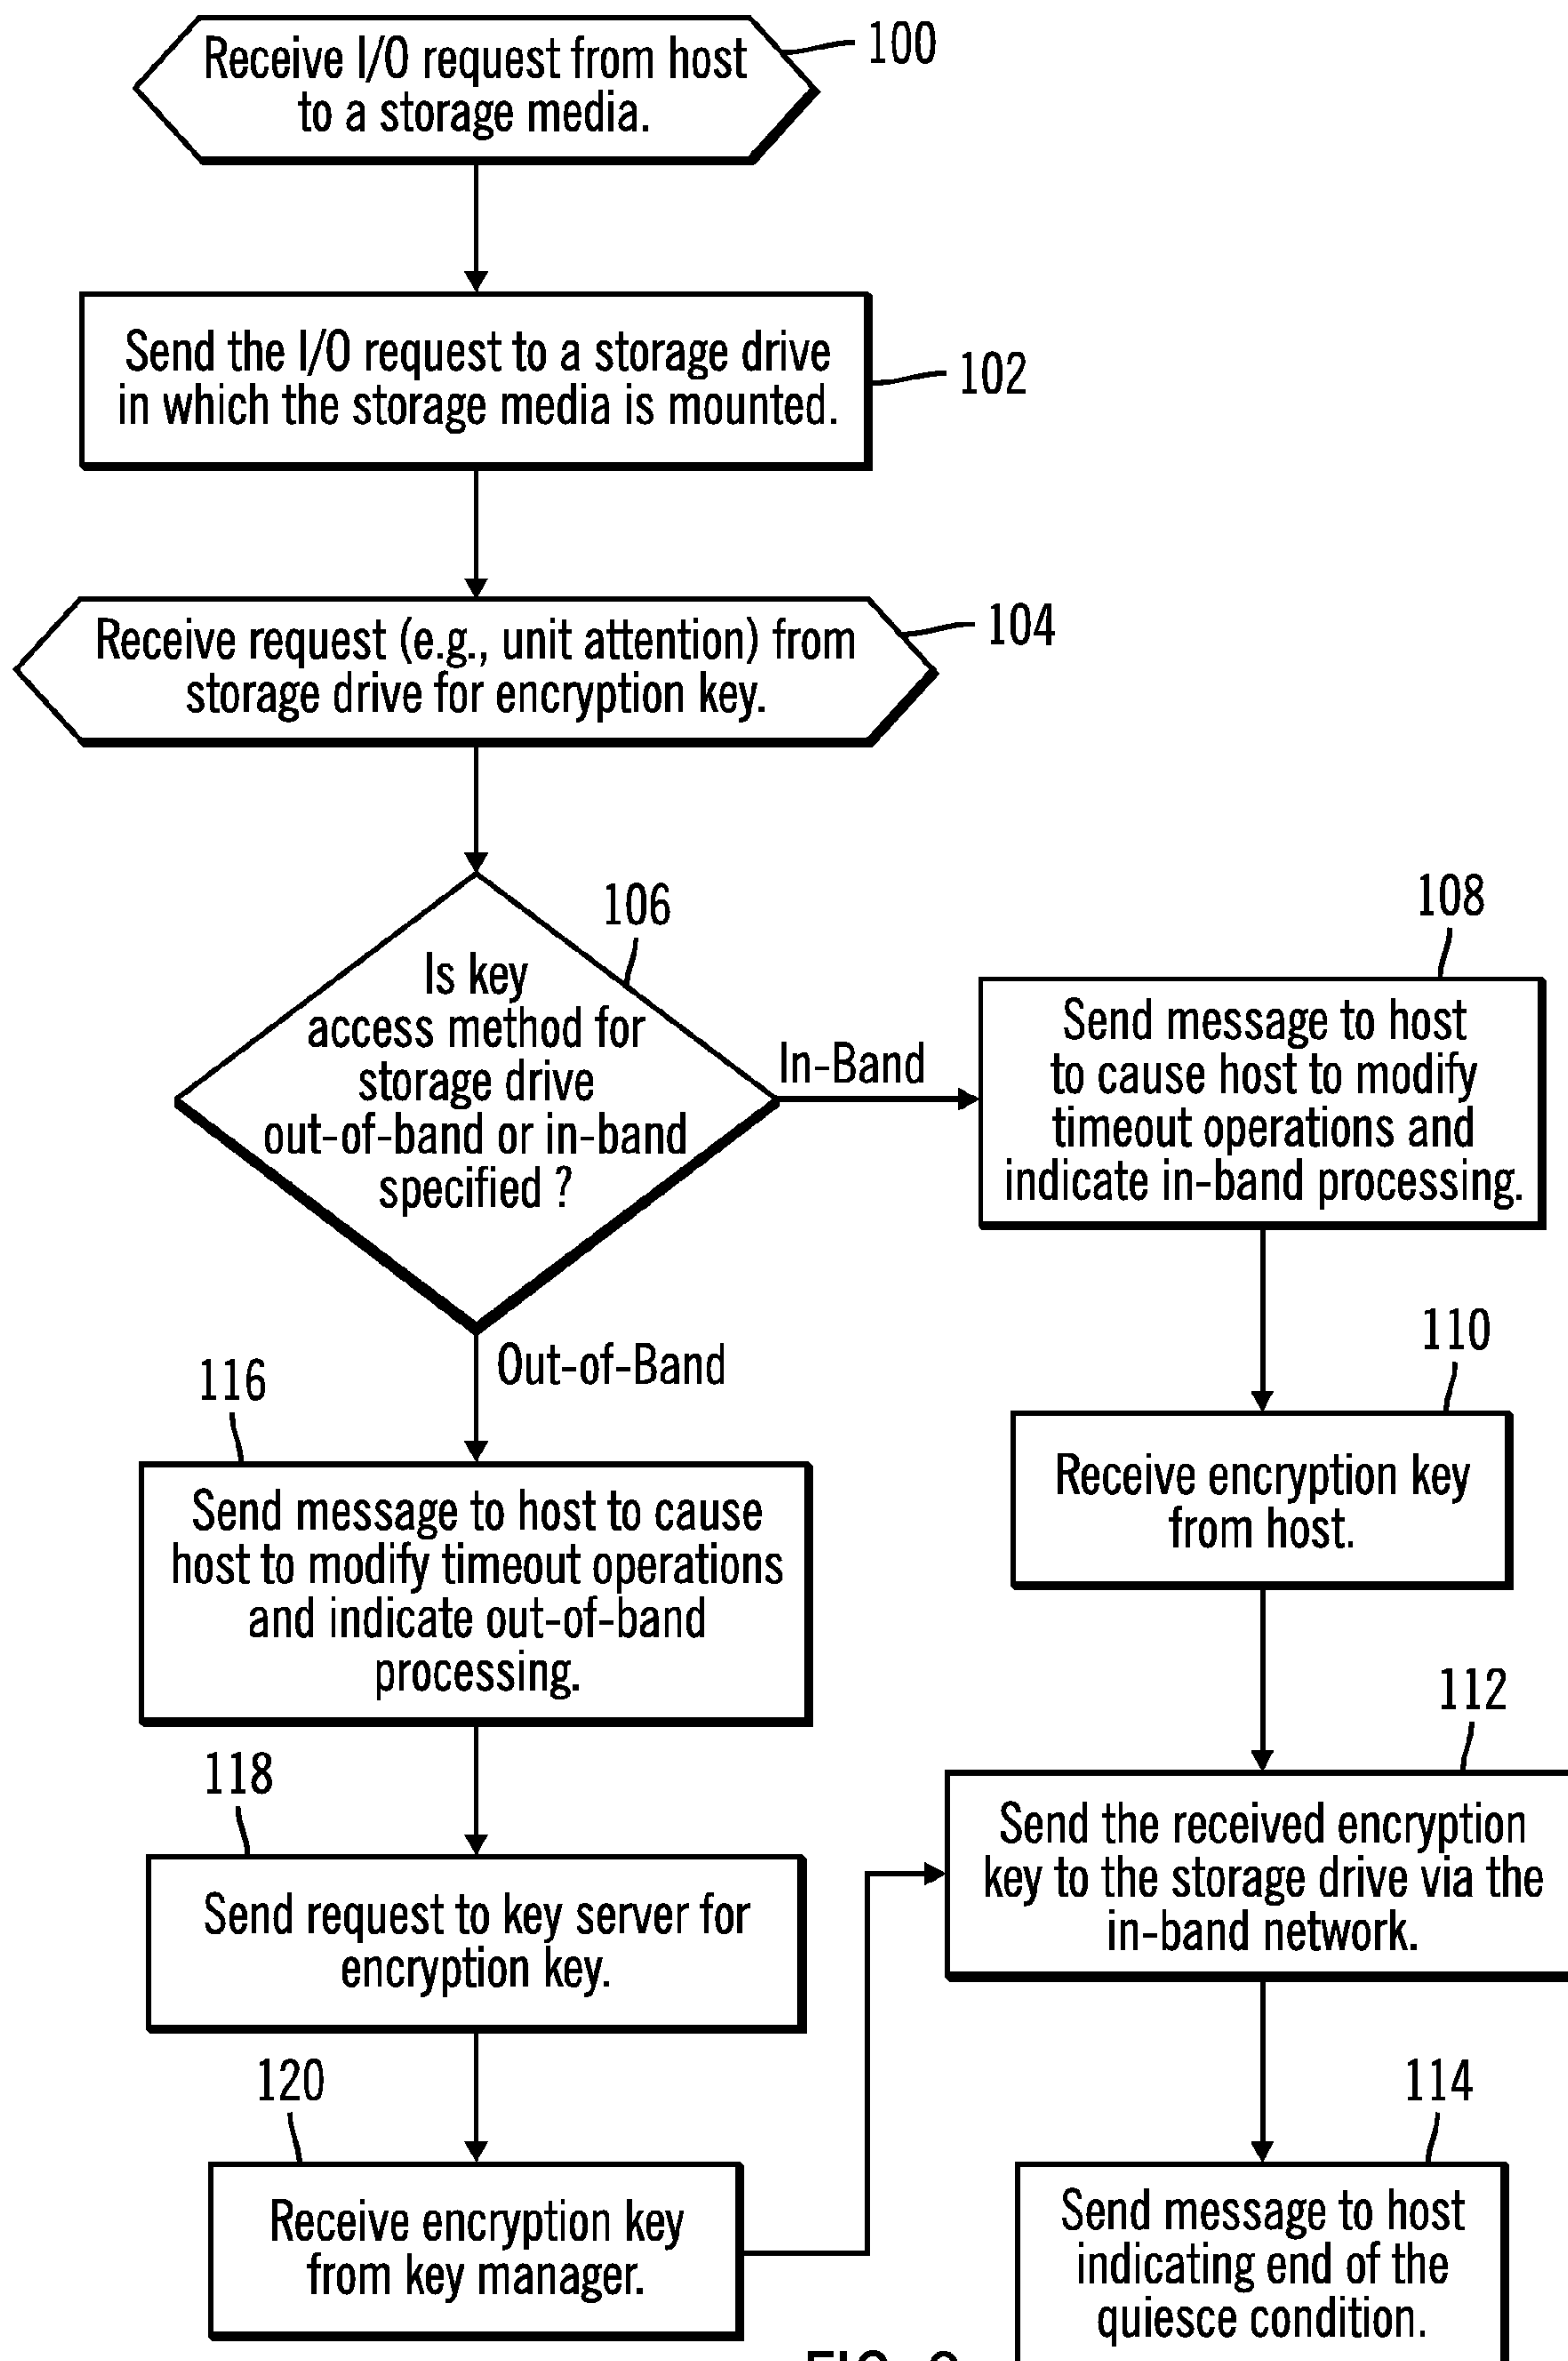 Receive I/O request from host
to a storage media.
100
Send the I/O request to a storage drive
in which the storage media is mounted.
102
Receive request (e.g., unit attention) from
storage drive for encryption key.
104
106
Is key
access method for
storage drive
out-of-band or in-band
specified ?
In-Band
Out-of-Band
108
Send message to host
to cause host to modify
timeout operations and
indicate in-band processing.
110
Receive encryption key
from host.
112
Send the received encryption
key to the storage drive via the
in-band network.
114
Send message to host
indicating end of the
quiesce condition.
116
Send message to host to cause
host to modify timeout operations
and indicate out-of-band
processing.
118
Send request to key server for
encryption key.
120
Receive encryption key
from key manager.